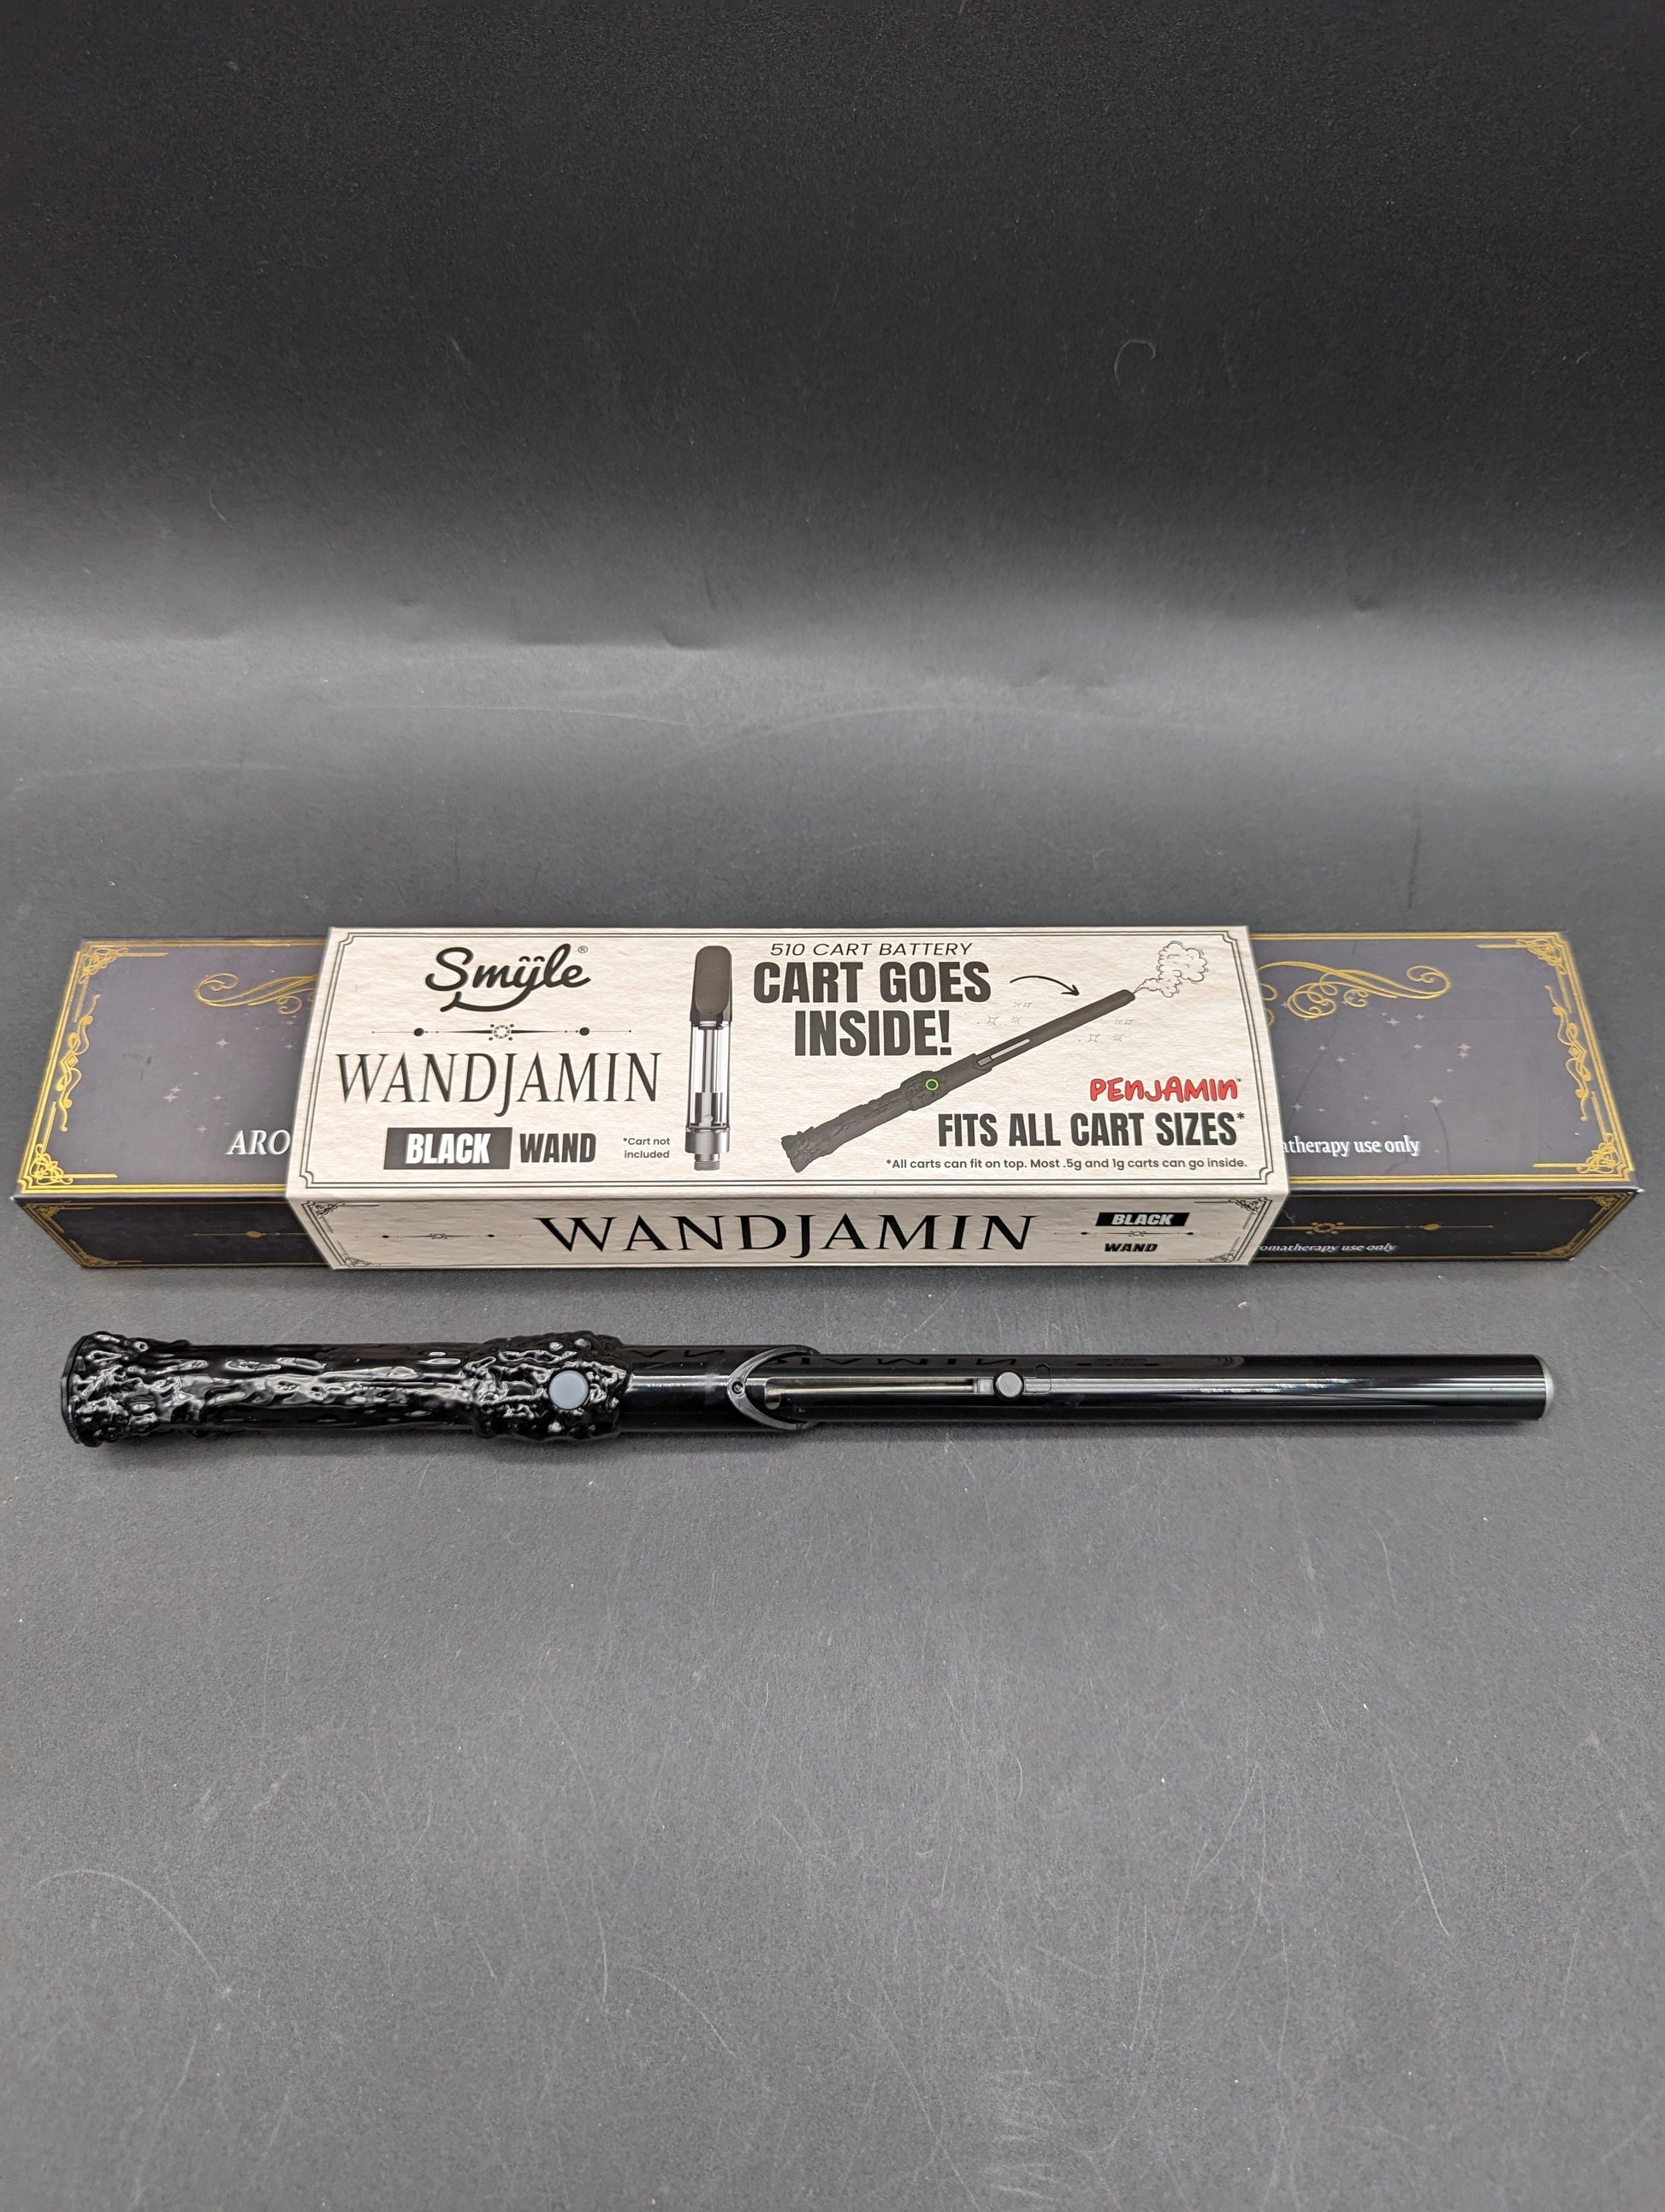 Smyle®
WANDJAMIN
BLACK WAND
*Cart not
included
510 CART BATTERY
CART GOES
INSIDE!
PENJAMIN
FITS ALL CART SIZES*
*All carts can fit on top. Most .5g and 1g carts can go inside.
ARO
therapy use only
WANDJAMIN
BLACK
WAND
omatherapy use only